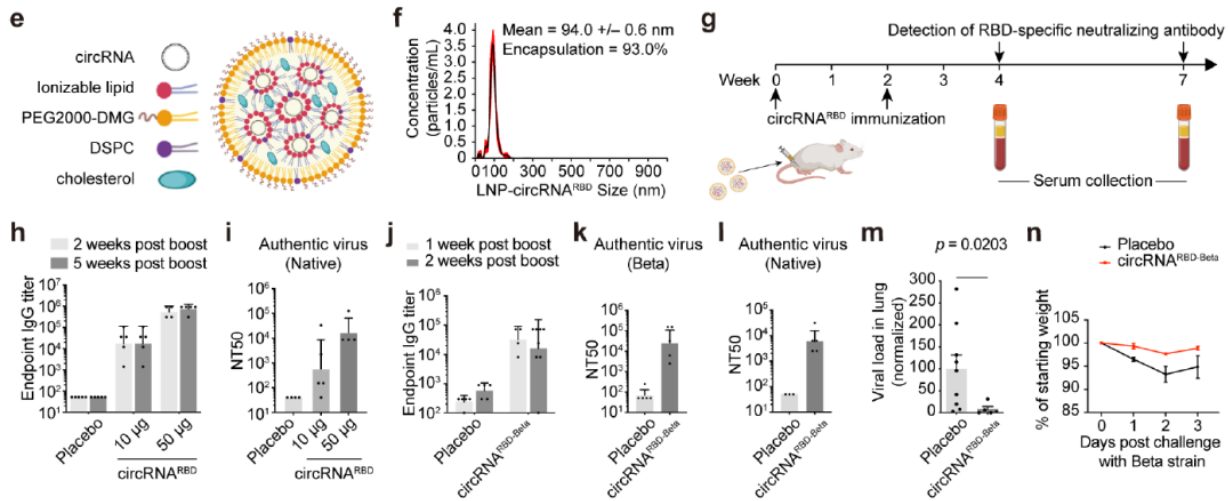 e
circRNA
Ionizable lipid
PEG2000-DMG
DSPC
cholesterol
f
Mean = 94.0 +/– 0.6 nm
Encapsulation = 93.0%
Concentration
(particles/mL)
4.0
3.5
3.0
2.5
2.0
1.5
1.0
0.5
0
0 100 300 500 700 900
LNP-circRNA^RBD Size (nm)
g
Detection of RBD-specific neutralizing antibody
Week
0 1 2 3 4 7
circRNA^RBD immunization
Serum collection
h
2 weeks post boost
5 weeks post boost
Endpoint IgG titer
10^7
10^6
10^5
10^4
10^3
10^2
10^1
Placebo
10 µg
50 µg
circRNA^RBD
i
Authentic virus
(Native)
NT50
10^5
10^4
10^3
10^2
10^1
Placebo
10 µg
50 µg
circRNA^RBD
j
1 week post boost
2 weeks post boost
Endpoint IgG titer
10^6
10^5
10^4
10^3
10^2
Placebo
circRNA^RBD-Beta
k
Authentic virus
(Beta)
NT50
10^6
10^5
10^4
10^3
10^2
10^1
Placebo
circRNA^RBD-Beta
l
Authentic virus
(Native)
NT50
10^5
10^4
10^3
10^2
10^1
Placebo
circRNA^RBD-Beta
m
p = 0.0203
Viral load in lung
(normalized)
300
250
200
150
100
50
0
Placebo
circRNA^RBD-Beta
n
Placebo
circRNA^RBD-Beta
% of starting weight
105
100
95
90
85
0 1 2 3
Days post challenge
with Beta strain